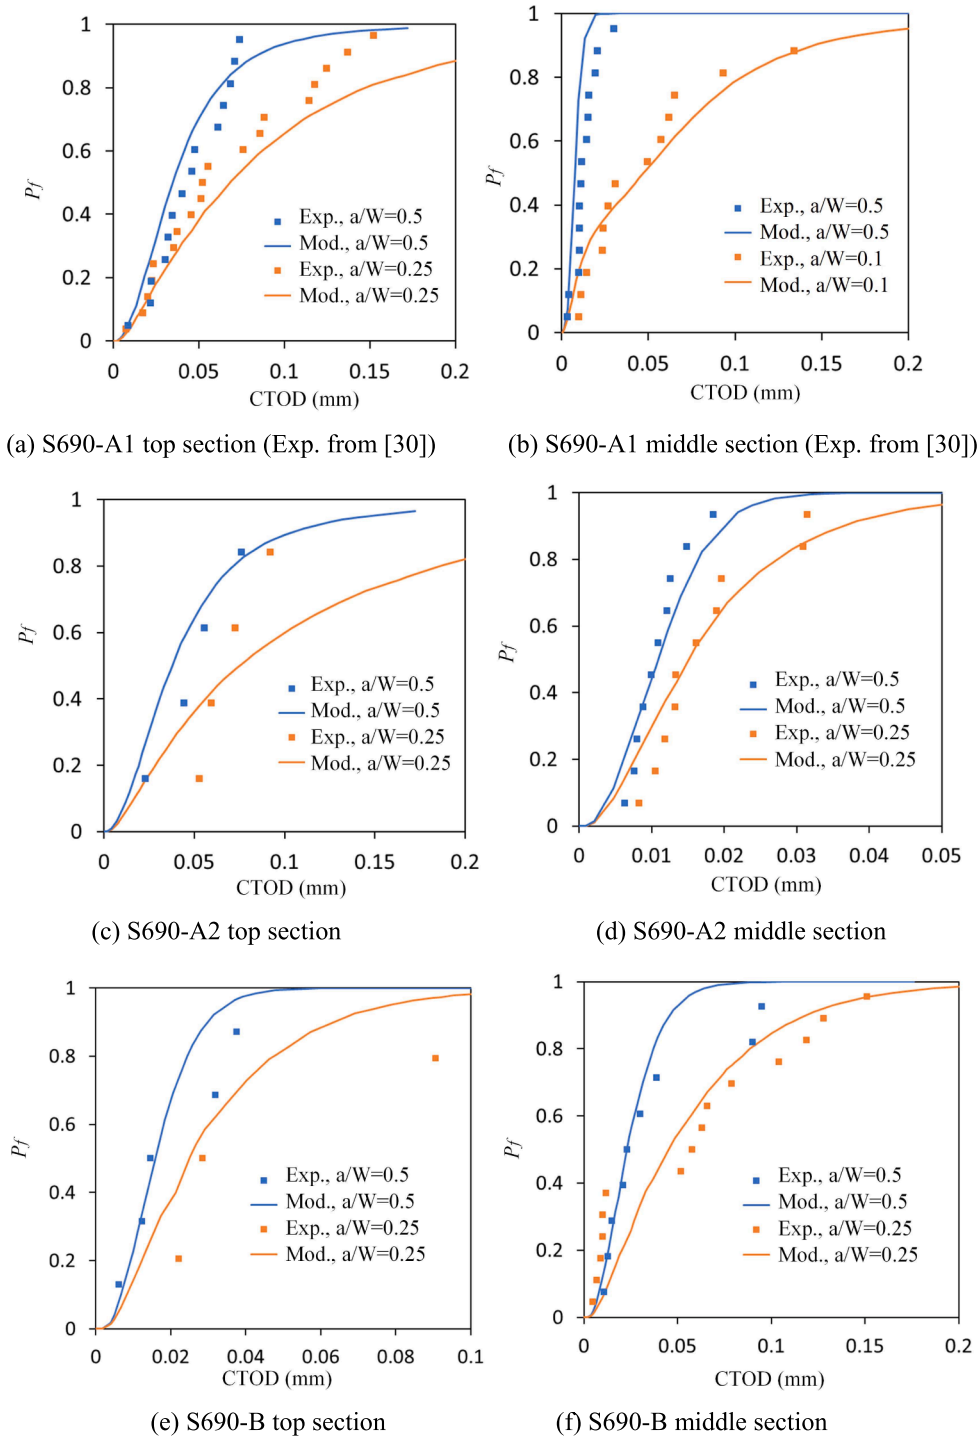 1
0.8
0.6
0.4
0.2
0
Pf
Exp., a/W=0.5
Mod., a/W=0.5
Exp., a/W=0.25
Mod., a/W=0.25
0 0.05 0.1 0.15 0.2
CTOD (mm)
(a) S690-A1 top section (Exp. from [30])
1
0.8
0.6
0.4
0.2
0
Pf
Exp., a/W=0.5
Mod., a/W=0.5
Exp., a/W=0.1
Mod., a/W=0.1
0 0.05 0.1 0.15 0.2
CTOD (mm)
(b) S690-A1 middle section (Exp. from [30])
1
0.8
0.6
0.4
0.2
0
Pf
Exp., a/W=0.5
Mod., a/W=0.5
Exp., a/W=0.25
Mod., a/W=0.25
0 0.05 0.1 0.15 0.2
CTOD (mm)
(c) S690-A2 top section
1
0.8
0.6
0.4
0.2
0
Pf
Exp., a/W=0.5
Mod., a/W=0.5
Exp., a/W=0.25
Mod., a/W=0.25
0 0.01 0.02 0.03 0.04 0.05
CTOD (mm)
(d) S690-A2 middle section
1
0.8
0.6
0.4
0.2
0
Pf
Exp., a/W=0.5
Mod., a/W=0.5
Exp., a/W=0.25
Mod., a/W=0.25
0 0.02 0.04 0.06 0.08 0.1
CTOD (mm)
(e) S690-B top section
1
0.8
0.6
0.4
0.2
0
Pf
Exp., a/W=0.5
Mod., a/W=0.5
Exp., a/W=0.25
Mod., a/W=0.25
0 0.05 0.1 0.15 0.2
CTOD (mm)
(f) S690-B middle section